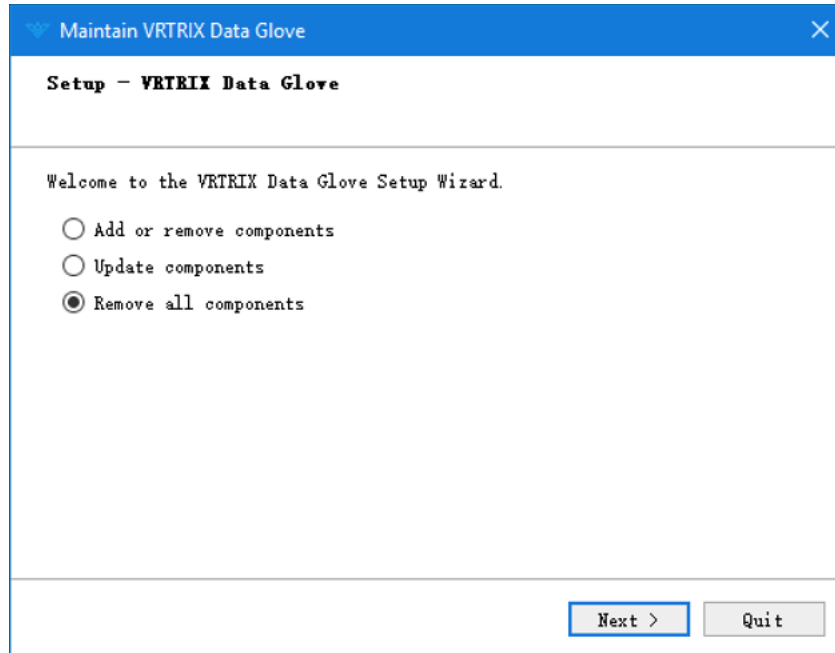 Maintain VRTRIX Data Glove
Setup - VRTRIX Data Glove
Welcome to the VRTRIX Data Glove Setup Wizard.
Add or remove components
Update components
Remove all components
Next >
Quit